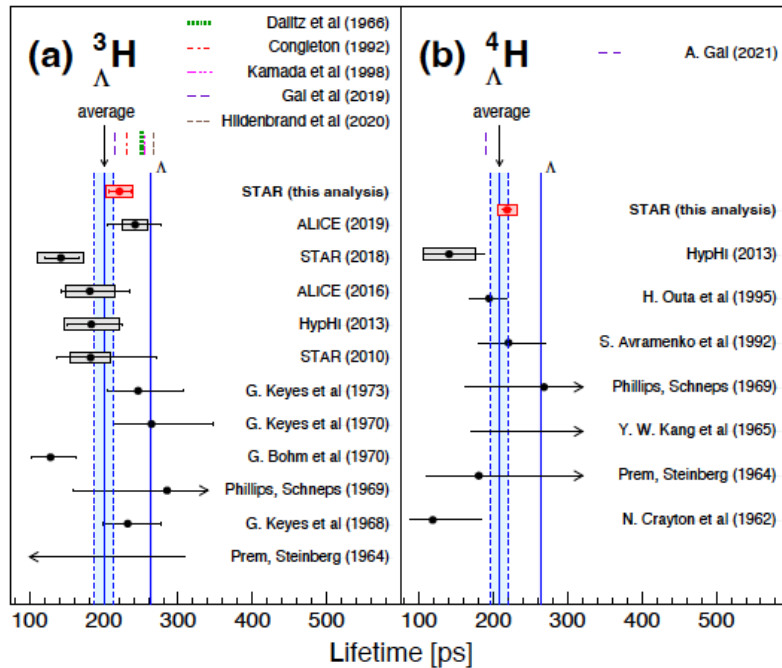 (a) ³ΛH
Dalitz et al (1966)
Congleton (1992)
Kamada et al (1998)
Gal et al (2019)
Hildenbrand et al (2020)
average
Λ
STAR (this analysis)
ALICE (2019)
STAR (2018)
ALICE (2016)
HypHI (2013)
STAR (2010)
G. Keyes et al (1973)
G. Keyes et al (1970)
G. Bohm et al (1970)
Phillips, Schneps (1969)
G. Keyes et al (1968)
Prem, Steinberg (1964)
100 200 300 400 500
(b) ⁴ΛH
A. Gal (2021)
average
Λ
STAR (this analysis)
HypHI (2013)
H. Outa et al (1995)
S. Avramenko et al (1992)
Phillips, Schneps (1969)
Y. W. Kang et al (1965)
Prem, Steinberg (1964)
N. Crayton et al (1962)
100 200 300 400 500
Lifetime [ps]